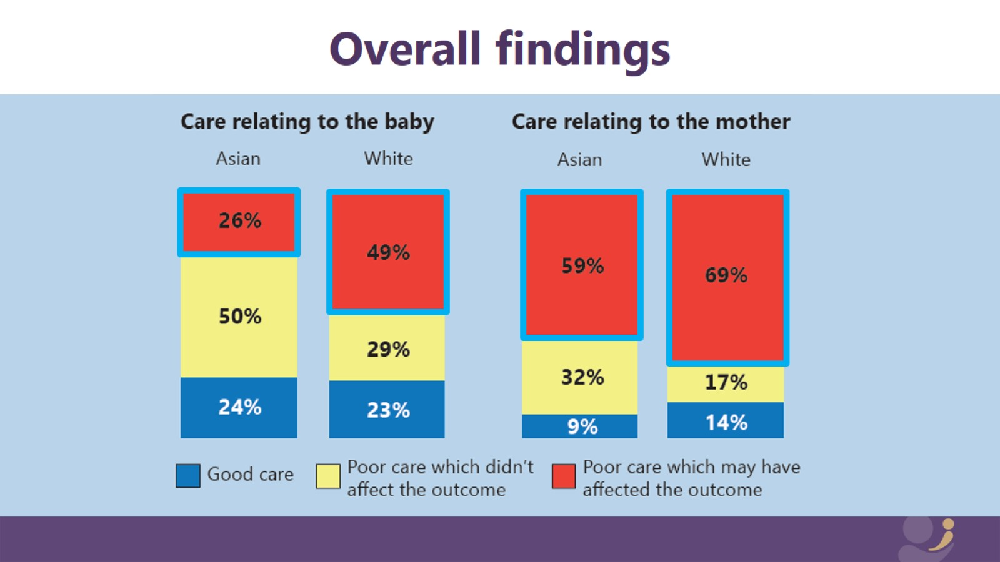 Overall findings
Care relating to the baby
Asian
White
26%
49%
50%
29%
24%
23%
Care relating to the mother
Asian
White
59%
69%
32%
17%
9%
14%
Good care
Poor care which didn't
affect the outcome
Poor care which may have
affected the outcome